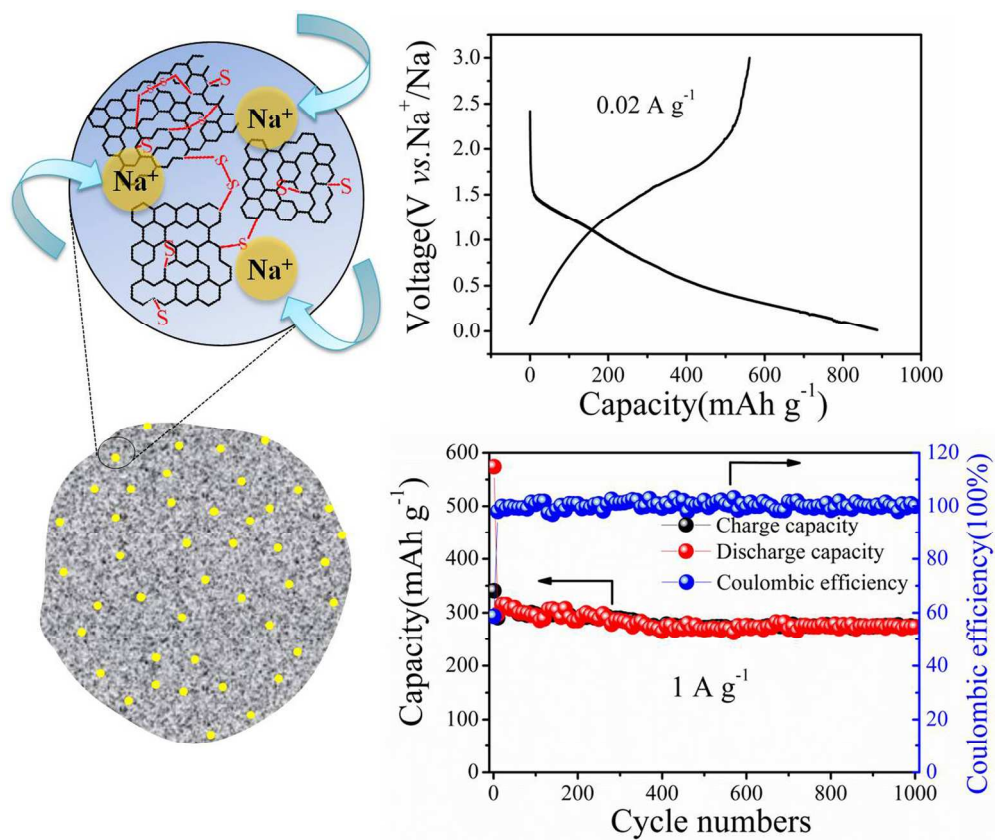 S
S
S
S
S
Na⁺
Na⁺
S
S
S
S
S
Na⁺
S
Voltage(V vs.Na⁺/Na)
3.0
2.5
2.0
1.5
1.0
0.5
0.0
0.02 A g⁻¹
0 200 400 600 800 1000
Capacity(mAh g⁻¹)
Capacity(mAh g⁻¹)
600
500
400
300
200
100
0
Charge capacity
Discharge capacity
Coulombic efficiency
1 A g⁻¹
120
100
80
60
40
20
0
Coulombic efficiency(100%)
0 200 400 600 800 1000
Cycle numbers